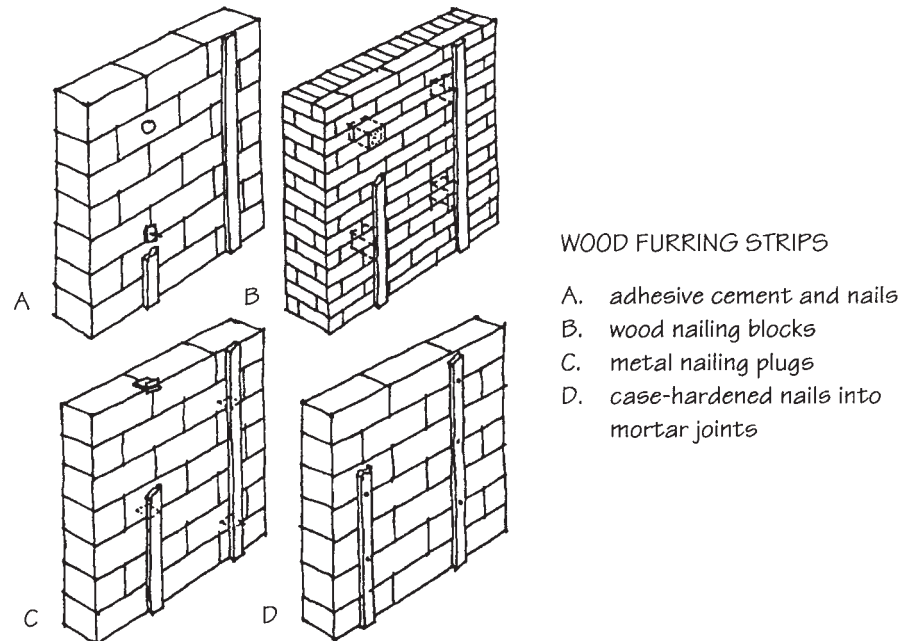 A
B
C
D
WOOD FURRING STRIPS
A. adhesive cement and nails
B. wood nailing blocks
C. metal nailing plugs
D. case-hardened nails into
mortar joints